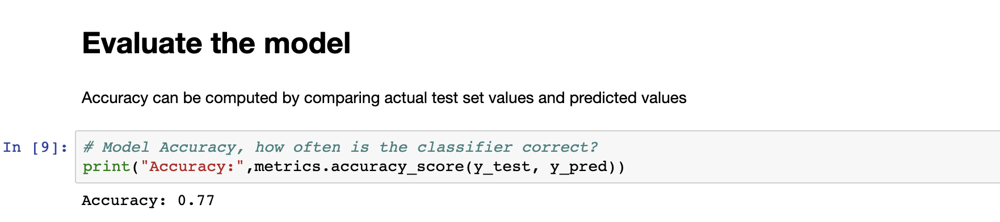 Evaluate the model
Accuracy can be computed by comparing actual test set values and predicted values
In [9]:
# Model Accuracy, how often is the classifier correct?
print("Accuracy:",metrics.accuracy_score(y_test, y_pred))
Accuracy: 0.77